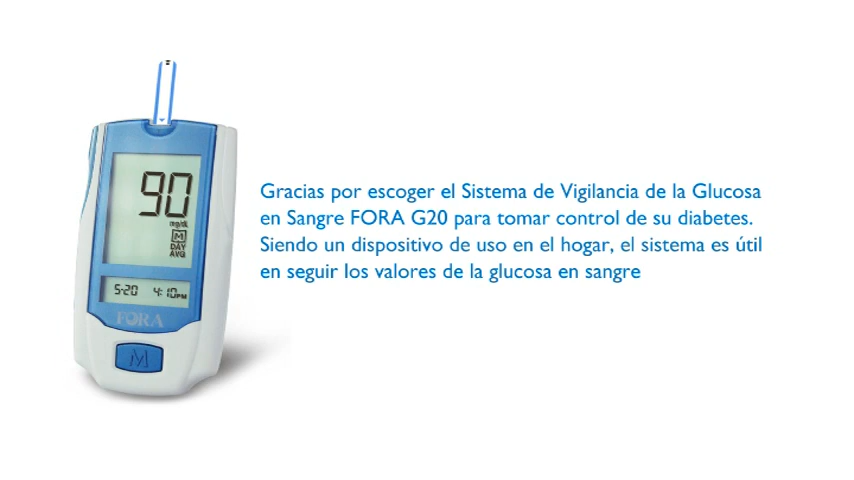 90
mg/dL
M
DAY
AVG
5-20 4:10PM
FORA
M
Gracias por escoger el Sistema de Vigilancia de la Glucosa
en Sangre FORA G20 para tomar control de su diabetes.
Siendo un dispositivo de uso en el hogar, el sistema es útil
en seguir los valores de la glucosa en sangre